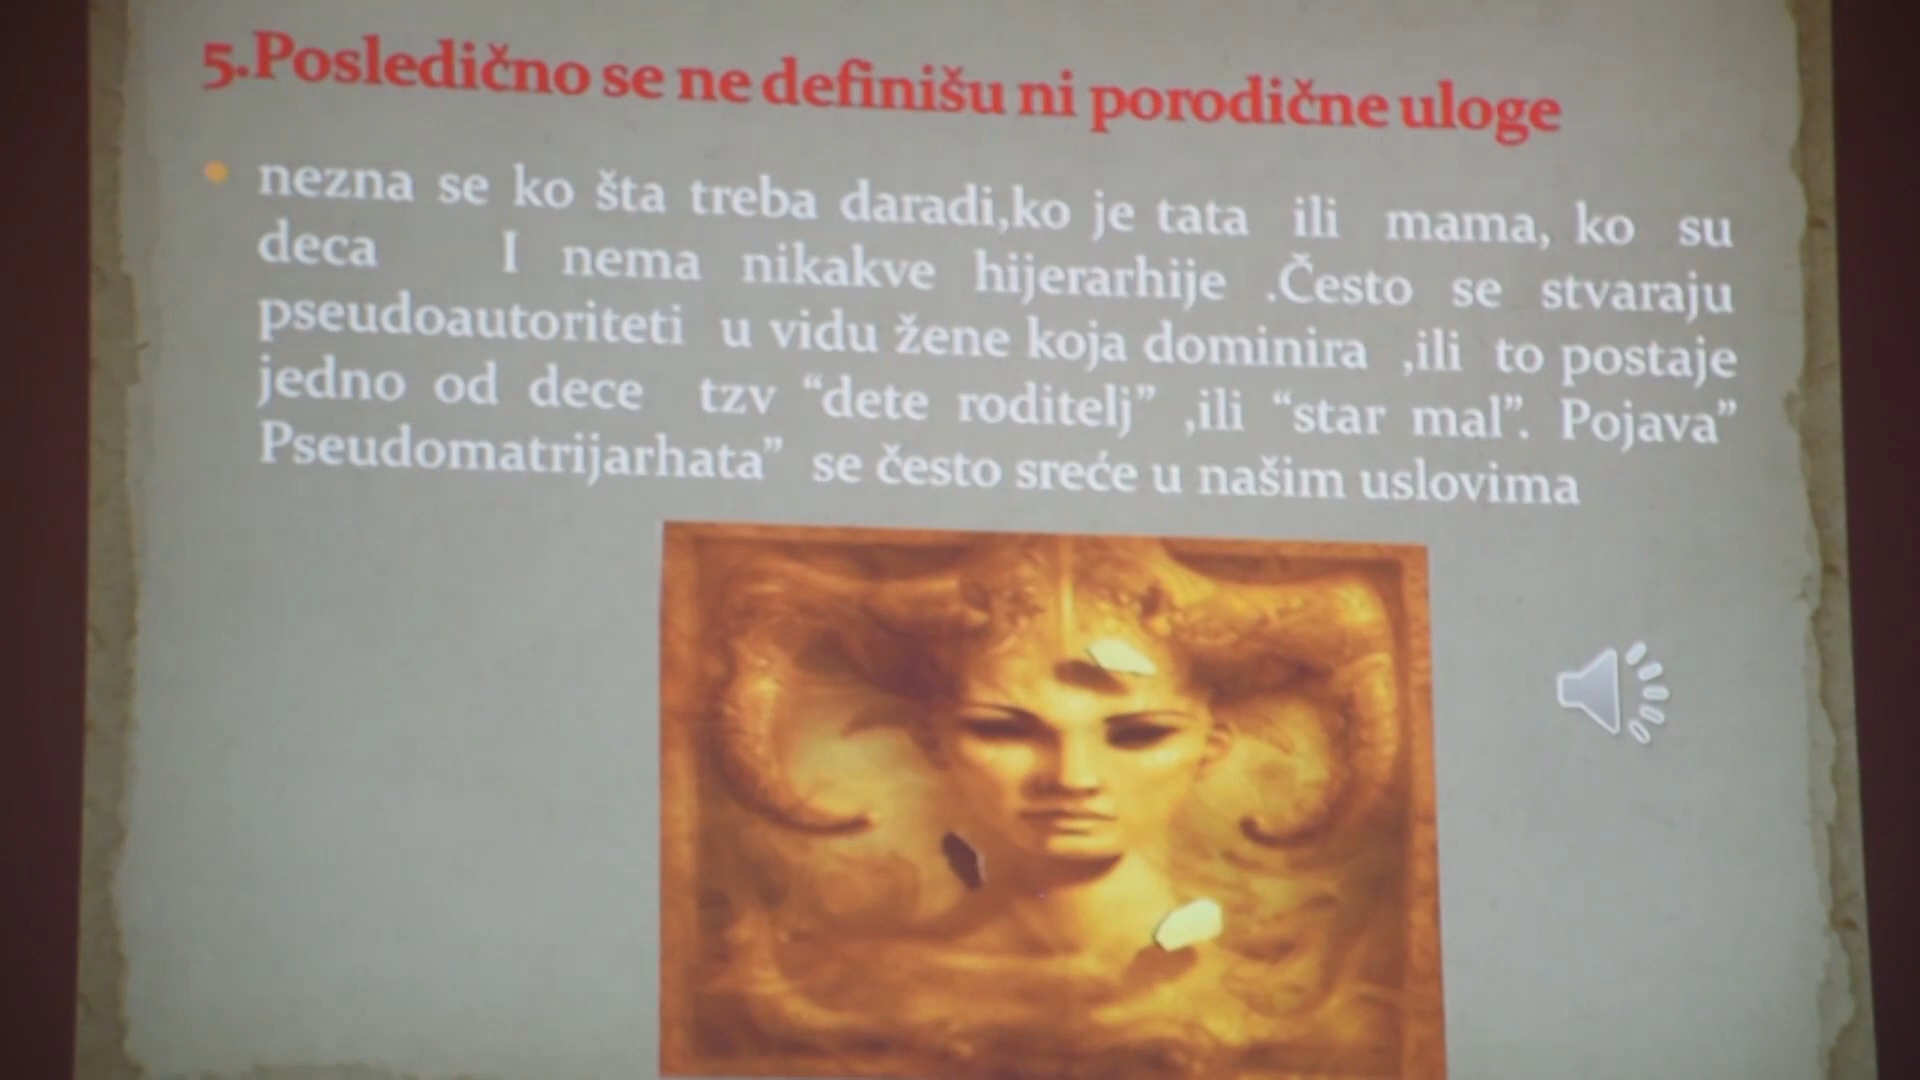 5.Posledično se ne definišu ni porodične uloge
nezna se ko šta treba daradi,ko je tata ili mama, ko su
deca I nema nikakve hijerarhije .Često se stvaraju
pseudoautoriteti u vidu žene koja dominira ,ili to postaje
jedno od dece tzv “dete roditelj” ,ili “star mal”. Pojava”
Pseudomatrijarhata” se često sreće u našim uslovima